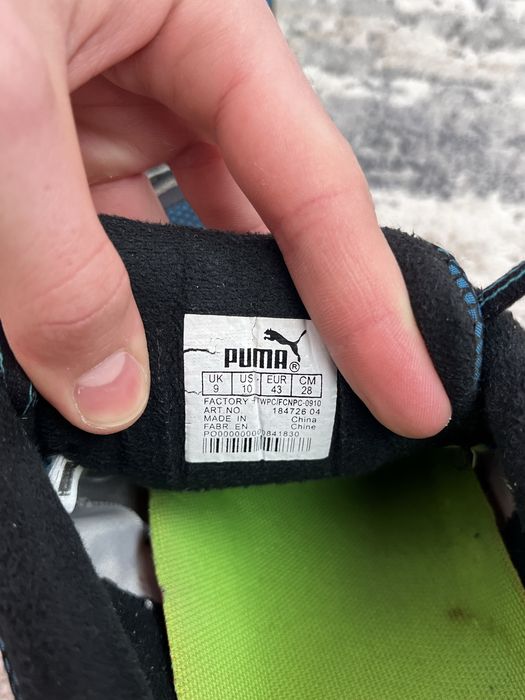 PUMA®
UK US EUR CM
9 10 43 28
FACTORY TWPC/FCNPC-0910
ART.NO. 184726 04
MADE IN China
FABR. EN Chine